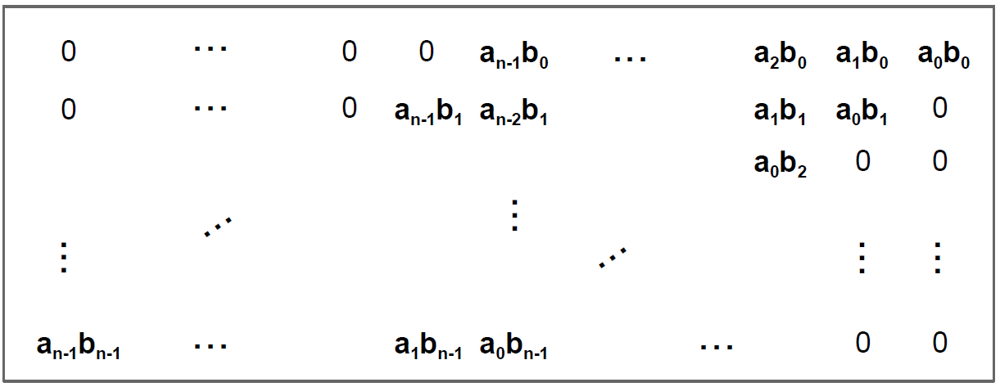 0 ⋯ 0 0 aₙ₋₁b₀ ⋯ a₂b₀ a₁b₀ a₀b₀
0 ⋯ 0 aₙ₋₁b₁ aₙ₋₂b₁ a₁b₁ a₀b₁ 0
a₀b₂ 0 0
⋰ ⋮
⋮ ⋰ ⋮ ⋮
aₙ₋₁bₙ₋₁ ⋯ a₁bₙ₋₁ a₀bₙ₋₁ ⋯ 0 0